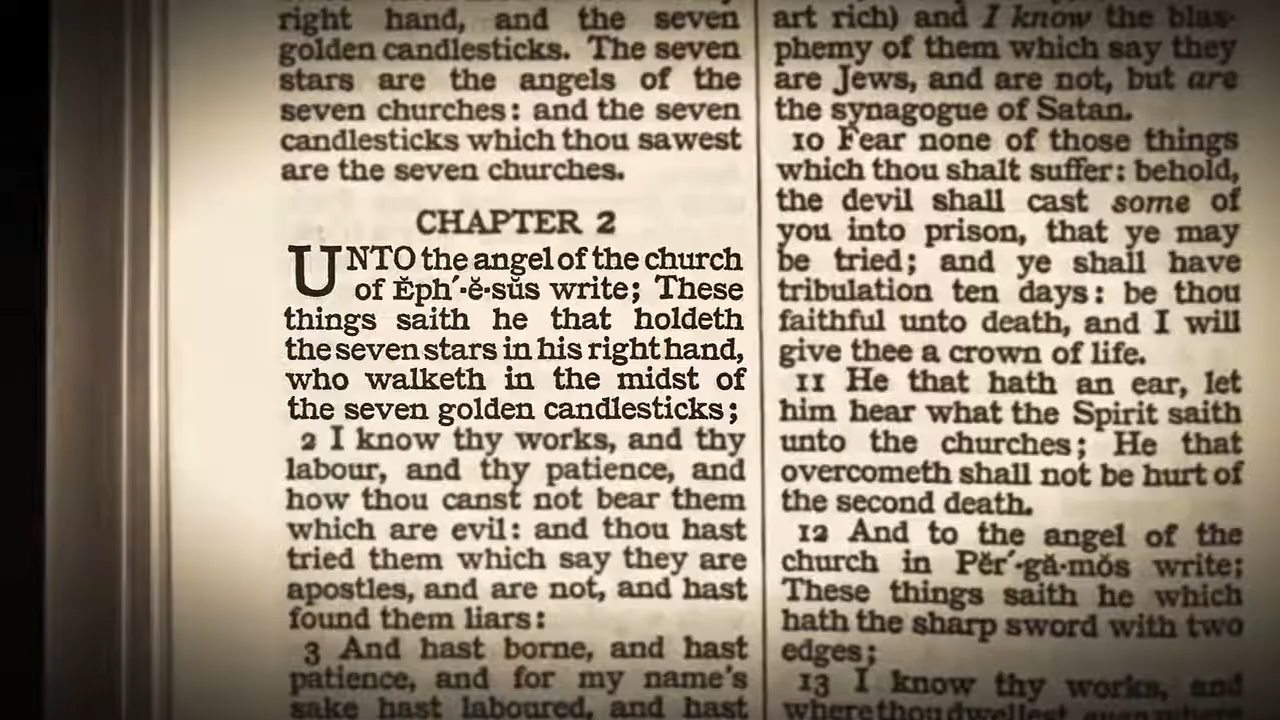 right hand, and the seven
golden candlesticks. The seven
stars are the angels of the
seven churches: and the seven
candlesticks which thou sawest
are the seven churches.
CHAPTER 2
UNTO the angel of the church
of Ĕph´·ĕ·sŭs write; These
things saith he that holdeth
the seven stars in his right hand,
who walketh in the midst of
the seven golden candlesticks;
2 I know thy works, and thy
labour, and thy patience, and
how thou canst not bear them
which are evil: and thou hast
tried them which say they are
apostles, and are not, and hast
found them liars:
3 And hast borne, and hast
patience, and for my name's
sake hast laboured, and hast
art rich) and I know the blas-
phemy of them which say they
are Jews, and are not, but are
the synagogue of Satan.
10 Fear none of those things
which thou shalt suffer: behold,
the devil shall cast some of
you into prison, that ye may
be tried; and ye shall have
tribulation ten days: be thou
faithful unto death, and I will
give thee a crown of life.
11 He that hath an ear, let
him hear what the Spirit saith
unto the churches; He that
overcometh shall not be hurt of
the second death.
12 And to the angel of the
church in Pĕr´·gă·mŏs write;
These things saith he which
hath the sharp sword with two
edges;
13 I know thy works, and
where thou dwellest, even where